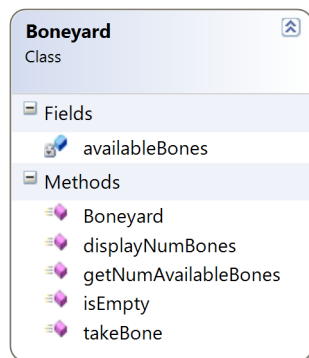 Boneyard
Class
Fields
availableBones
Methods
Boneyard
displayNumBones
getNumAvailableBones
isEmpty
takeBone